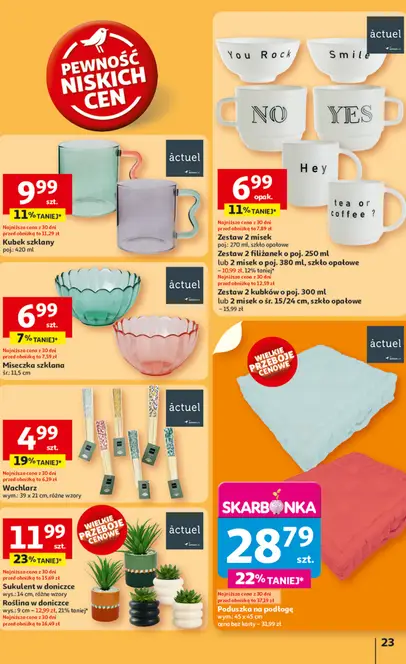 PEWNOŚĆ
NISKICH
CEN
àctuel
You Rock
Smile
NO
YES
Hey
tea or
coffee?
6,99
opak.
11% TANIEJ*
Najniższa cena z 30 dni
przed obniżką to 7,89 zł
Zestaw 2 misek
poj.: 270 ml, szkło opalowe
Zestaw 2 filiżanek o poj. 250 ml
lub 2 misek o poj. 380 ml, szkło opalowe
– 10,99 zł, 12% taniej*
Najniższa cena z 30 dni
przed obniżką to 12,59 zł
Zestaw 2 kubków o poj. 300 ml
lub 2 misek o śr. 15/24 cm, szkło opalowe
– 15,99 zł
àctuel
9,99
szt.
11% TANIEJ*
Najniższa cena z 30 dni
przed obniżką to 11,29 zł
Kubek szklany
poj.: 420 ml
àctuel
6,99
szt.
7% TANIEJ*
Najniższa cena z 30 dni
przed obniżką to 7,59 zł
Miseczka szklana
śr.: 11,5 cm
àctuel
4,99
szt.
19% TANIEJ*
Najniższa cena z 30 dni
przed obniżką to 6,29 zł
Wachlarz
wym.: 39 x 21 cm, różne wzory
WIELKIE
PRZEBOJE
CENOWE
àctuel
11,99
szt.
23% TANIEJ*
Najniższa cena z 30 dni
przed obniżką to 15,69 zł
Sukulent w doniczce
wys.: 14 cm, różne wzory
Roślina w doniczce
wys.: 9 cm – 12,99 zł, 21% taniej*
Najniższa cena z 30 dni
przed obniżką to 16,49 zł
WIELKIE
PRZEBOJE
CENOWE
SKARBONKA
28,79
szt.
22% TANIEJ*
Najniższa cena z 30 dni
przed obniżką to 37,19 zł
Poduszka na podłogę
wym.: 45 x 45 cm
cena bez karty – 31,99 zł
23